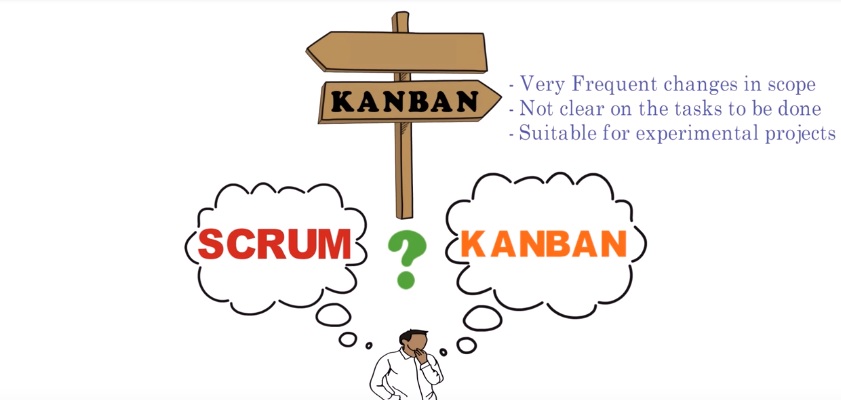 KANBAN
- Very Frequent changes in scope
- Not clear on the tasks to be done
- Suitable for experimental projects
SCRUM
?
KANBAN